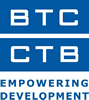 BTC
CTB
EMPOWERING
DEVELOPMENT